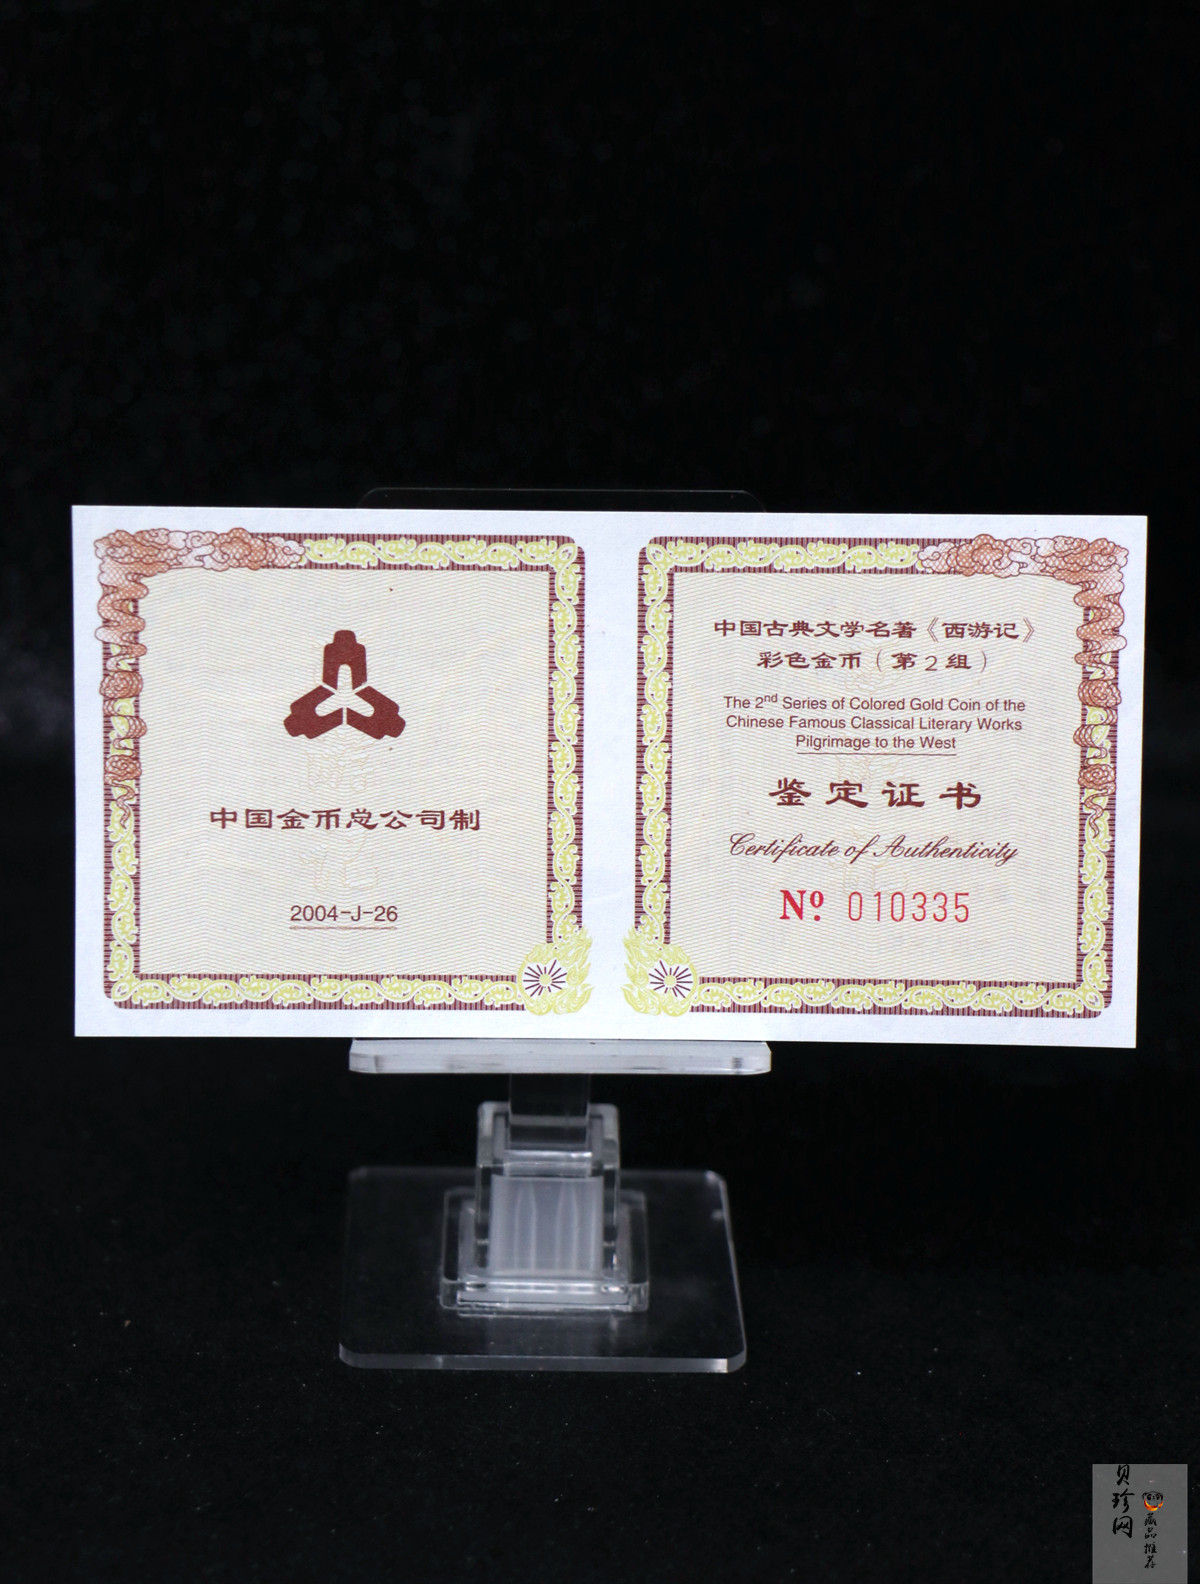 中国金币总公司制
2004-J-26
中国古典文学名著《西游记》
彩色金币（第2组）
The 2nd Series of Colored Gold Coin of the
Chinese Famous Classical Literary Works
Pilgrimage to the West
鉴定证书
Certificate of Authenticity
Nº. 010335
贝珍网
藏品推荐